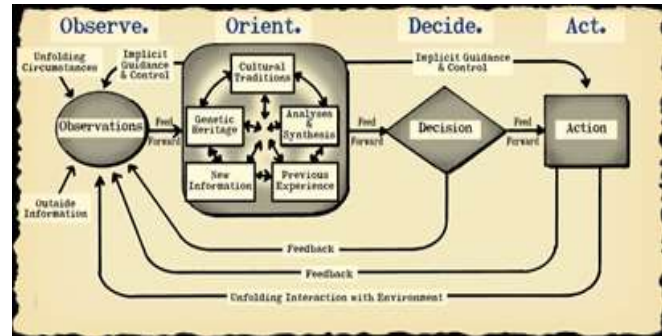 Observe.
Orient.
Decide.
Act.
Unfolding
Circumstances
Implicit
Guidance
& Control
Cultural
Traditions
Implicit Guidance
& Control
Genetic
Heritage
Analyses
&
Synthesis
Observations
Feed
Forward
Feed
Forward
Decision
Feed
Forward
Action
New
Information
Previous
Experience
Outside
Information
Feedback
Feedback
Unfolding Interaction with Environment